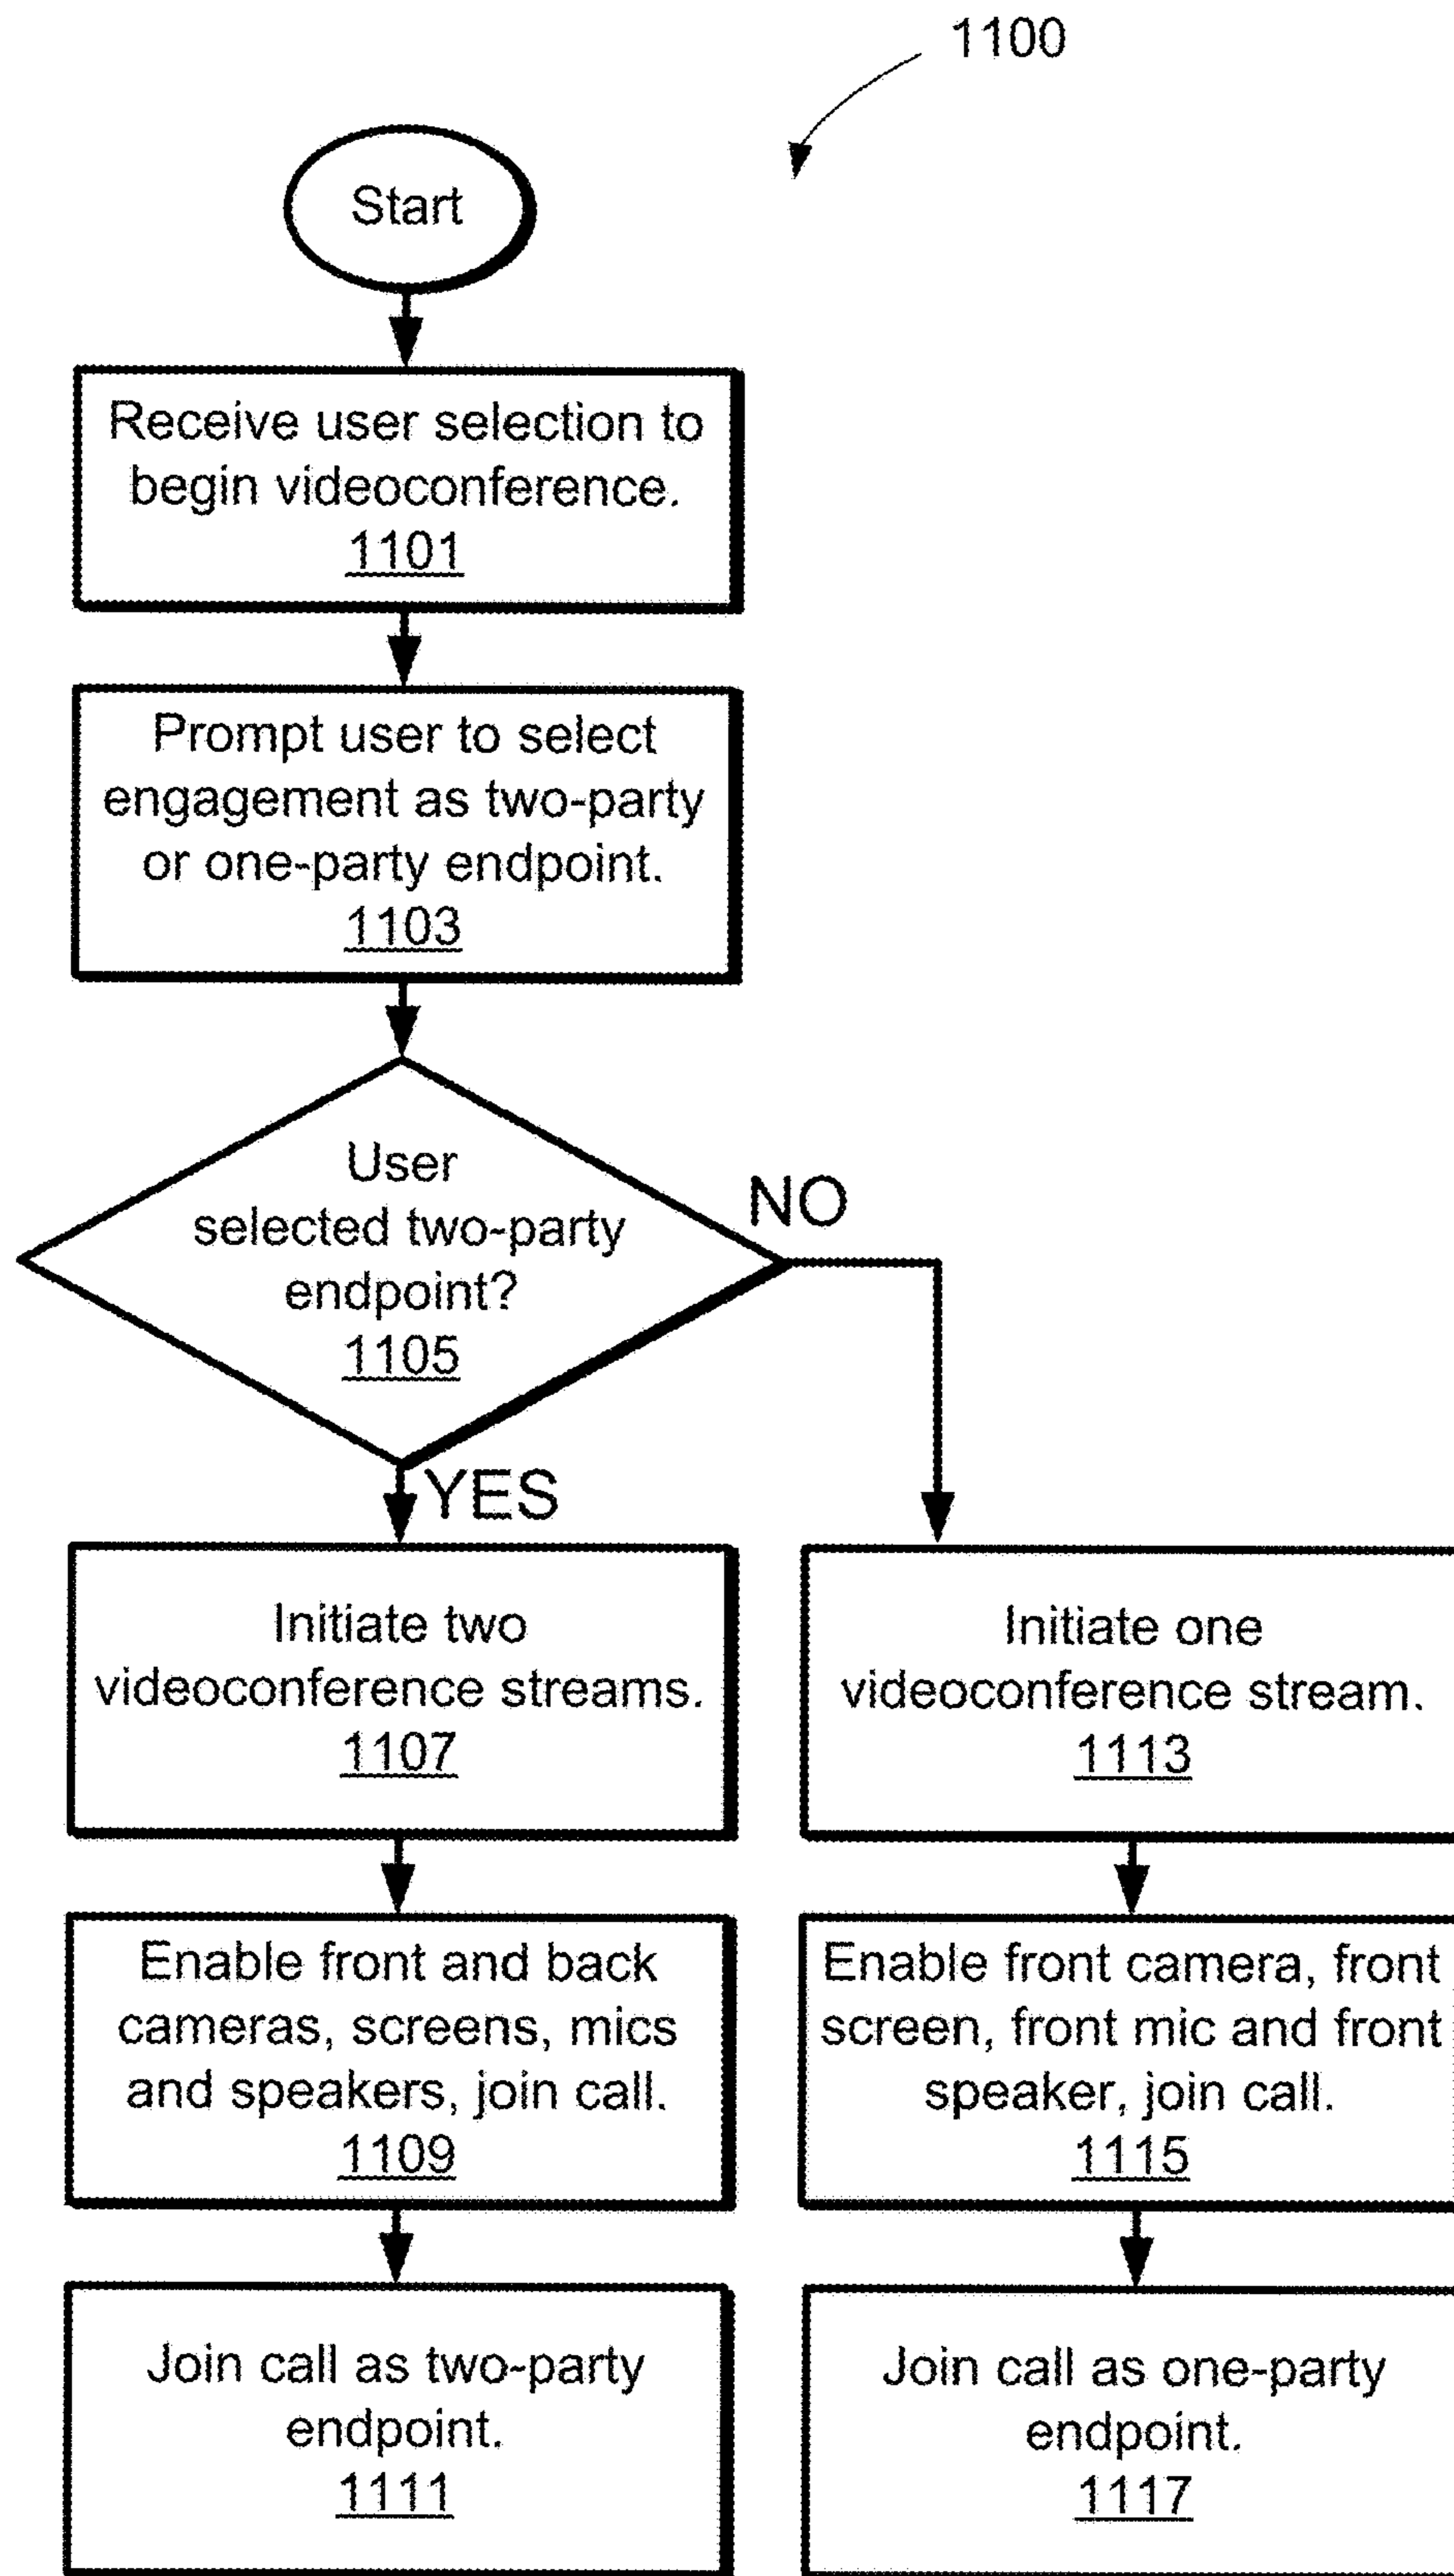 1100
Start
Receive user selection to
begin videoconference.
1101
Prompt user to select
engagement as two-party
or one-party endpoint.
1103
User
selected two-party
endpoint?
1105
NO
YES
Initiate two
videoconference streams.
1107
Initiate one
videoconference stream.
1113
Enable front and back
cameras, screens, mics
and speakers, join call.
1109
Enable front camera, front
screen, front mic and front
speaker, join call.
1115
Join call as two-party
endpoint.
1111
Join call as one-party
endpoint.
1117